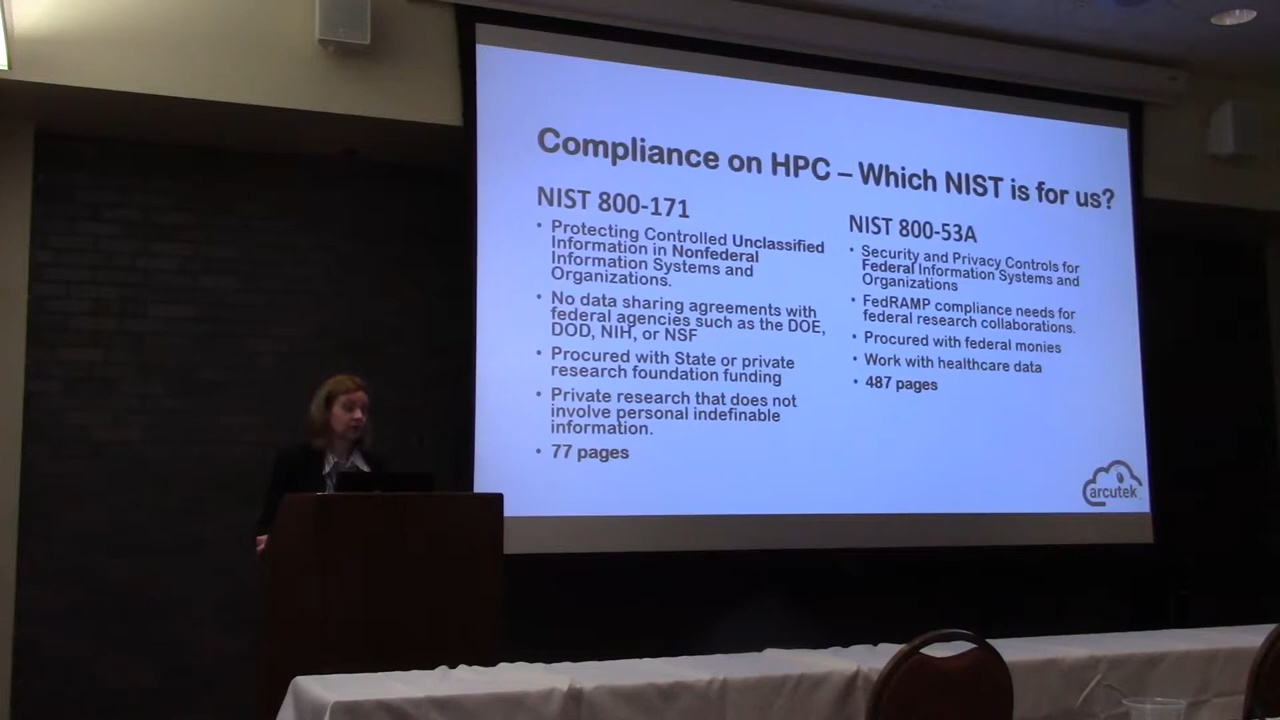 Compliance on HPC – Which NIST is for us?
NIST 800-171
• Protecting Controlled Unclassified
Information in Nonfederal
Information Systems and
Organizations.
• No data sharing agreements with
federal agencies such as the DOE,
DOD, NIH, or NSF
• Procured with State or private
research foundation funding
• Private research that does not
involve personal indefinable
information.
• 77 pages
NIST 800-53A
• Security and Privacy Controls for
Federal Information Systems and
Organizations
• FedRAMP compliance needs for
federal research collaborations.
• Procured with federal monies
• Work with healthcare data
• 487 pages
arcutek